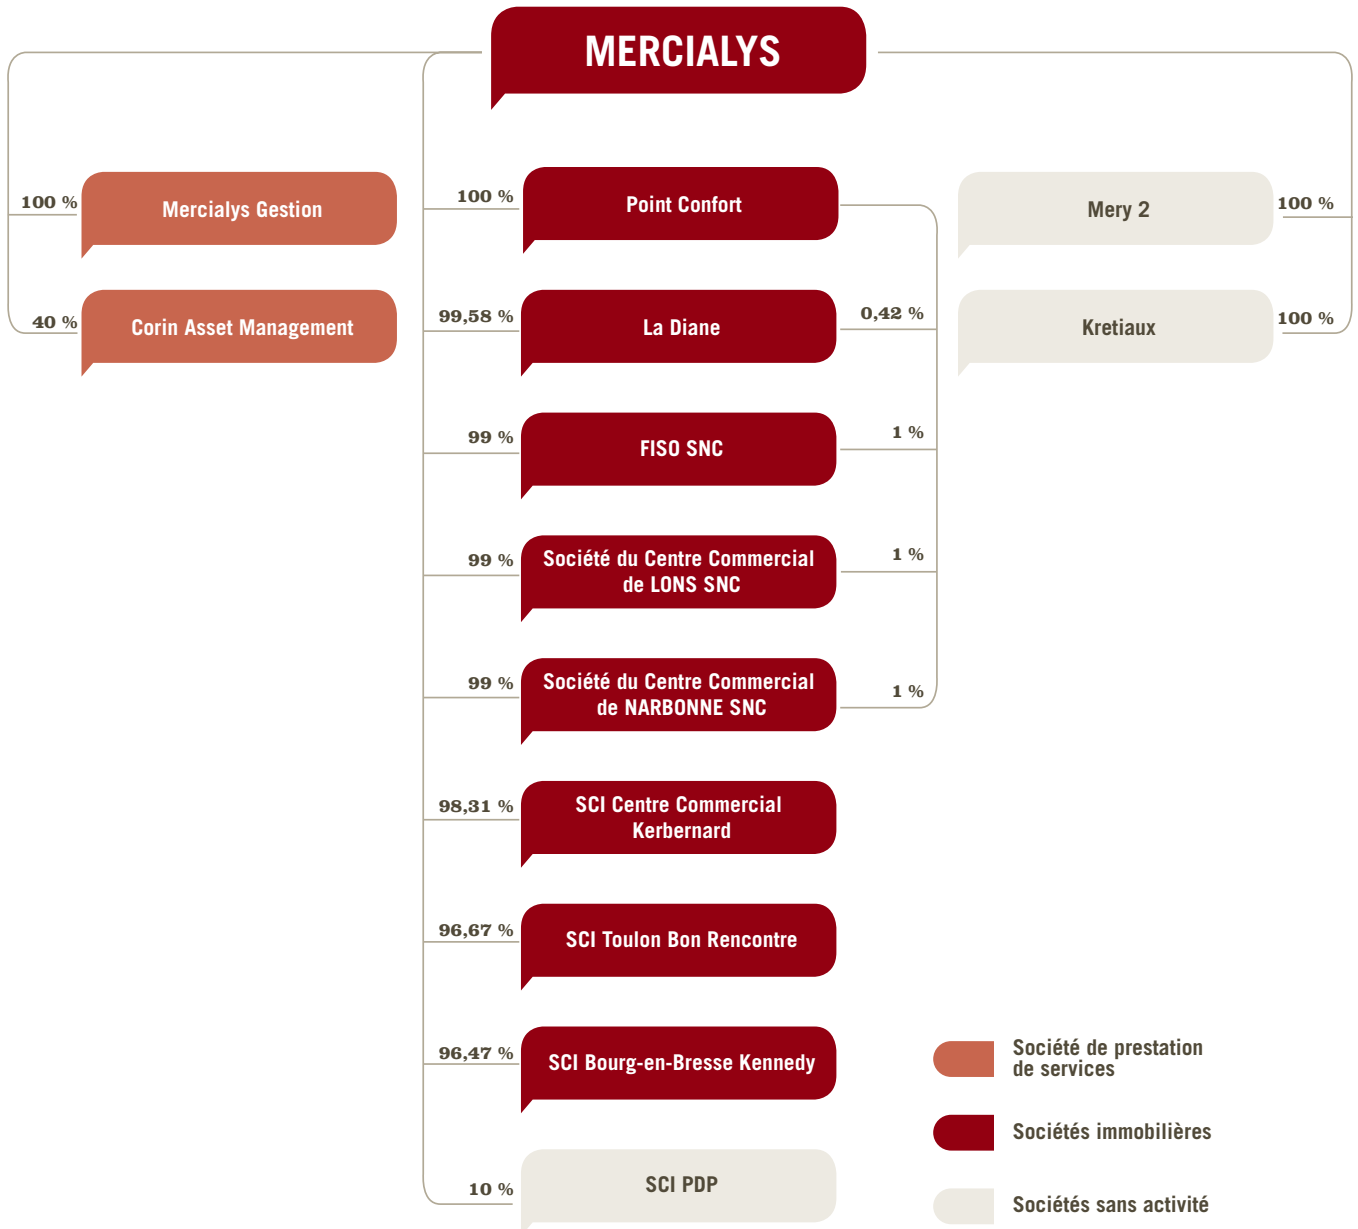 MERCIALYS
100 %
Mercialys Gestion
40 %
Corin Asset Management
100 %
Point Confort
99,58 %
La Diane
0,42 %
99 %
FISO SNC
1 %
99 %
Société du Centre Commercial
de LONS SNC
1 %
99 %
Société du Centre Commercial
de NARBONNE SNC
1 %
98,31 %
SCI Centre Commercial
Kerbernard
96,67 %
SCI Toulon Bon Rencontre
96,47 %
SCI Bourg-en-Bresse Kennedy
10 %
SCI PDP
Mery 2
100 %
Kretiaux
100 %
Société de prestation
de services
Sociétés immobilières
Sociétés sans activité